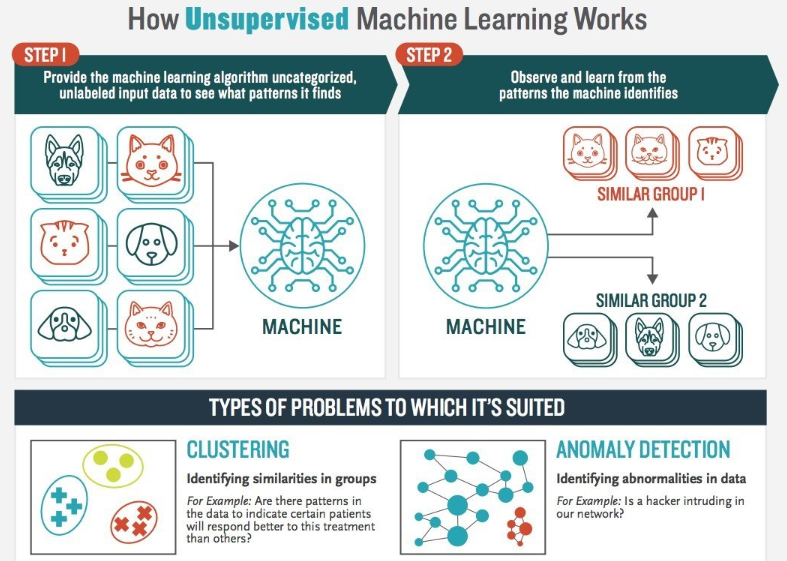 How Unsupervised Machine Learning Works
STEP 1
Provide the machine learning algorithm uncategorized,
unlabeled input data to see what patterns it finds
MACHINE
STEP 2
Observe and learn from the
patterns the machine identifies
SIMILAR GROUP 1
MACHINE
SIMILAR GROUP 2
TYPES OF PROBLEMS TO WHICH IT'S SUITED
CLUSTERING
Identifying similarities in groups
For Example: Are there patterns in
the data to indicate certain patients
will respond better to this treatment
than others?
ANOMALY DETECTION
Identifying abnormalities in data
For Example: Is a hacker intruding in
our network?